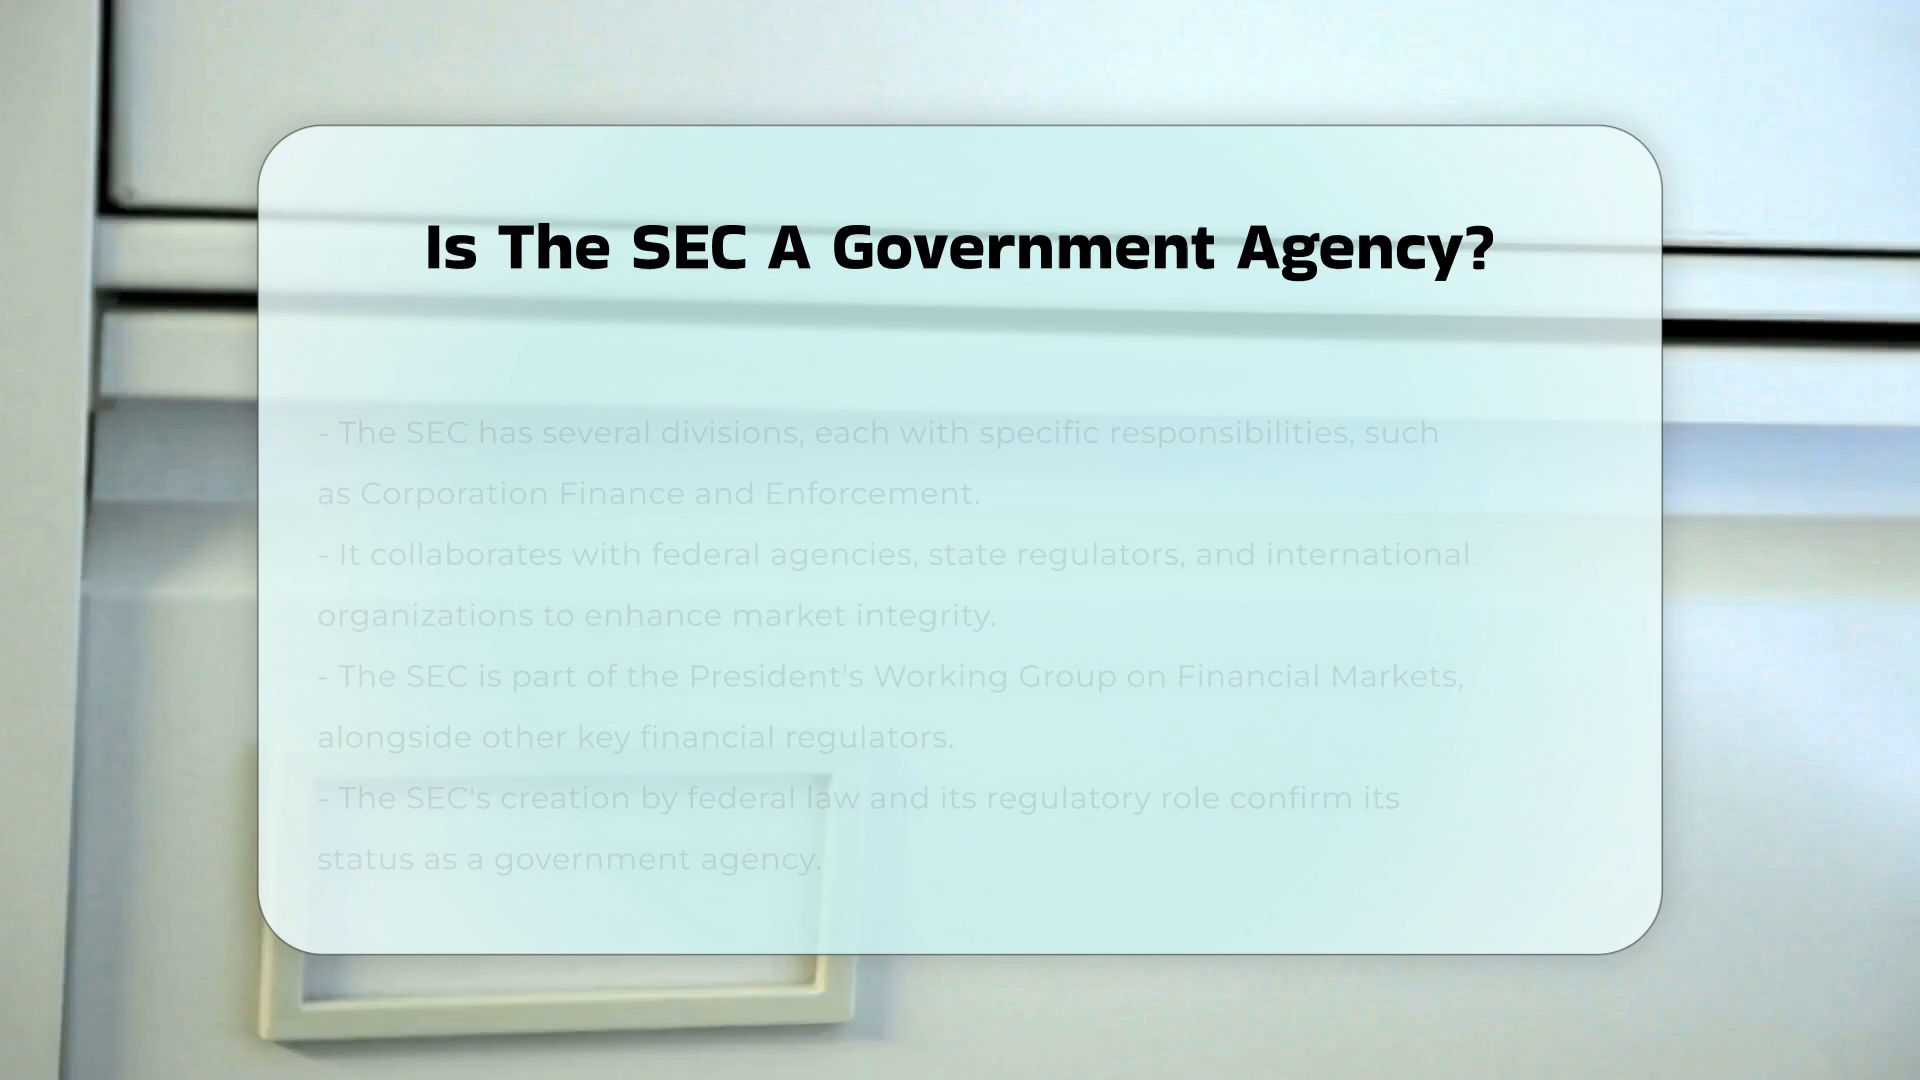 Is The SEC A Government Agency?
- The SEC has several divisions, each with specific responsibilities, such
as Corporation Finance and Enforcement.
- It collaborates with federal agencies, state regulators, and international
organizations to enhance market integrity.
- The SEC is part of the President's Working Group on Financial Markets,
alongside other key financial regulators.
- The SEC's creation by federal law and its regulatory role confirm its
status as a government agency.